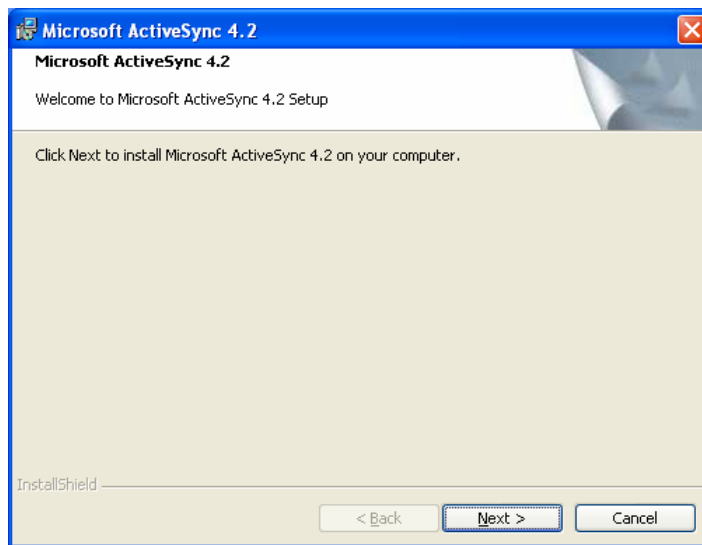 Microsoft ActiveSync 4.2
Microsoft ActiveSync 4.2
Welcome to Microsoft ActiveSync 4.2 Setup
Click Next to install Microsoft ActiveSync 4.2 on your computer.
InstallShield
< Back
Next >
Cancel